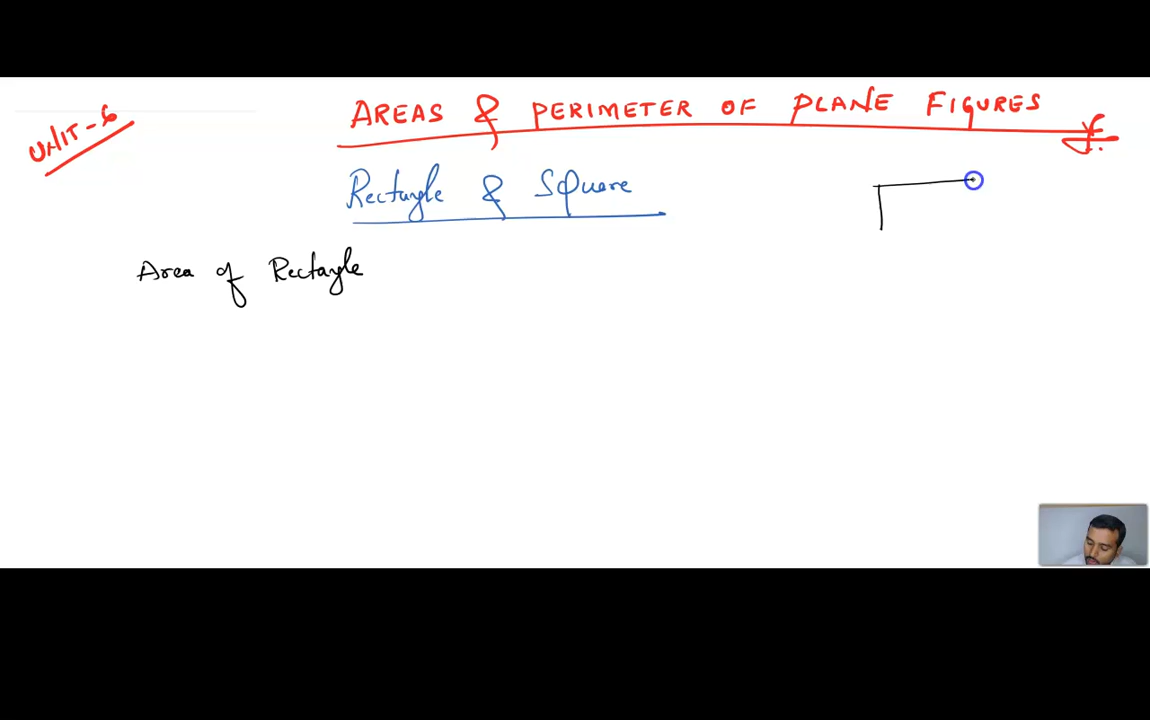 UNIT-6
AREAS & PERIMETER OF PLANE FIGURES
Rectangle & Square
Area of Rectangle